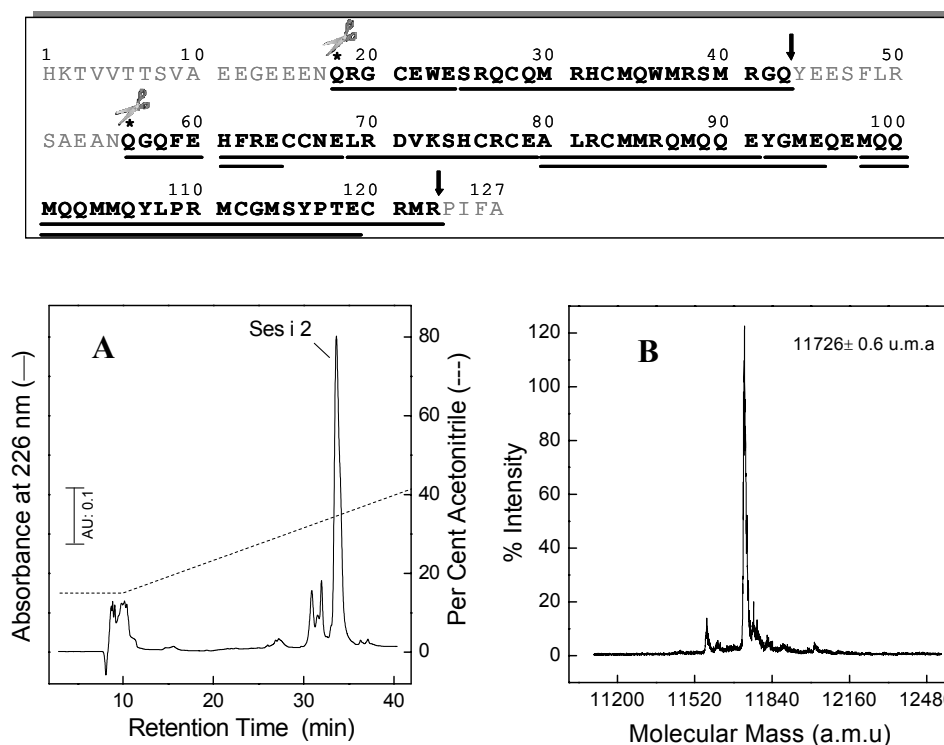 1 10 20 30 40 50
HKTVVTTSVA EEGEEENQRG CEWESRQCQM RHCMQWMRSM RGQYEESFLR
60 70 80 90 100
SAEANQGQFE HFRECCNELR DVKSHCRCEA LRCMMRQMQQ EYGMEQEMQQ
110 120 127
MQQMMQYLPR MCGMSYPTEC RMRPIFA
A
Ses i 2
Absorbance at 226 nm (—)
AU: 0.1
Per Cent Acetonitrile (---)
80
60
40
20
0
10 20 30 40
Retention Time (min)
B
11726± 0.6 u.m.a
% Intensity
120
100
80
60
40
20
0
11200 11520 11840 12160 12480
Molecular Mass (a.m.u)